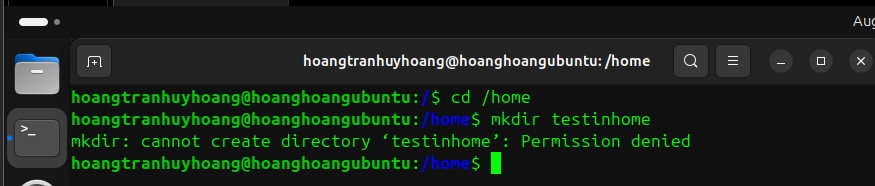 Aug
hoangtranhuyhoang@hoanghoangubuntu: /home
hoangtranhuyhoang@hoanghoangubuntu:/$ cd /home
hoangtranhuyhoang@hoanghoangubuntu:/home$ mkdir testinhome
mkdir: cannot create directory ‘testinhome’: Permission denied
hoangtranhuyhoang@hoanghoangubuntu:/home$